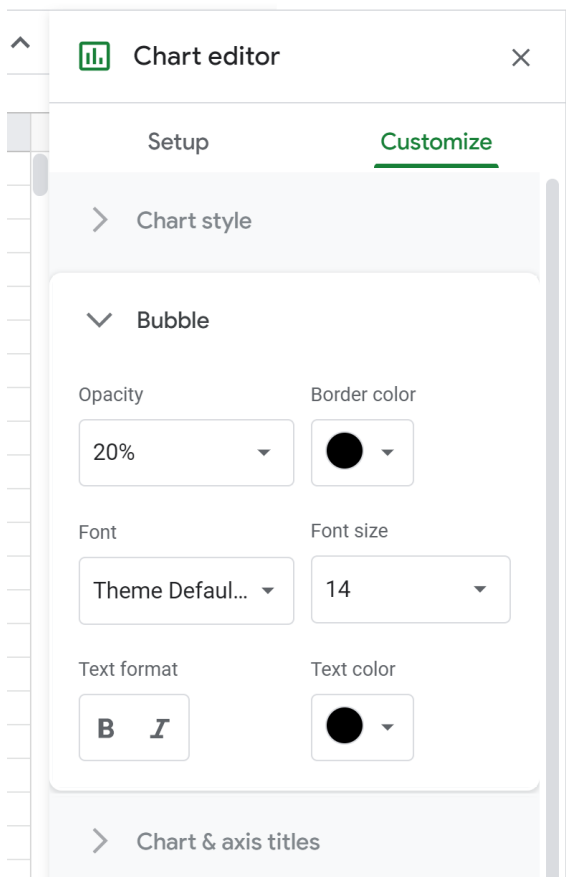 Chart editor
Setup Customize
Chart style
Bubble
Opacity Border color
20%
Font Font size
Theme Defaul... 14
Text format Text color
B I
Chart & axis titles